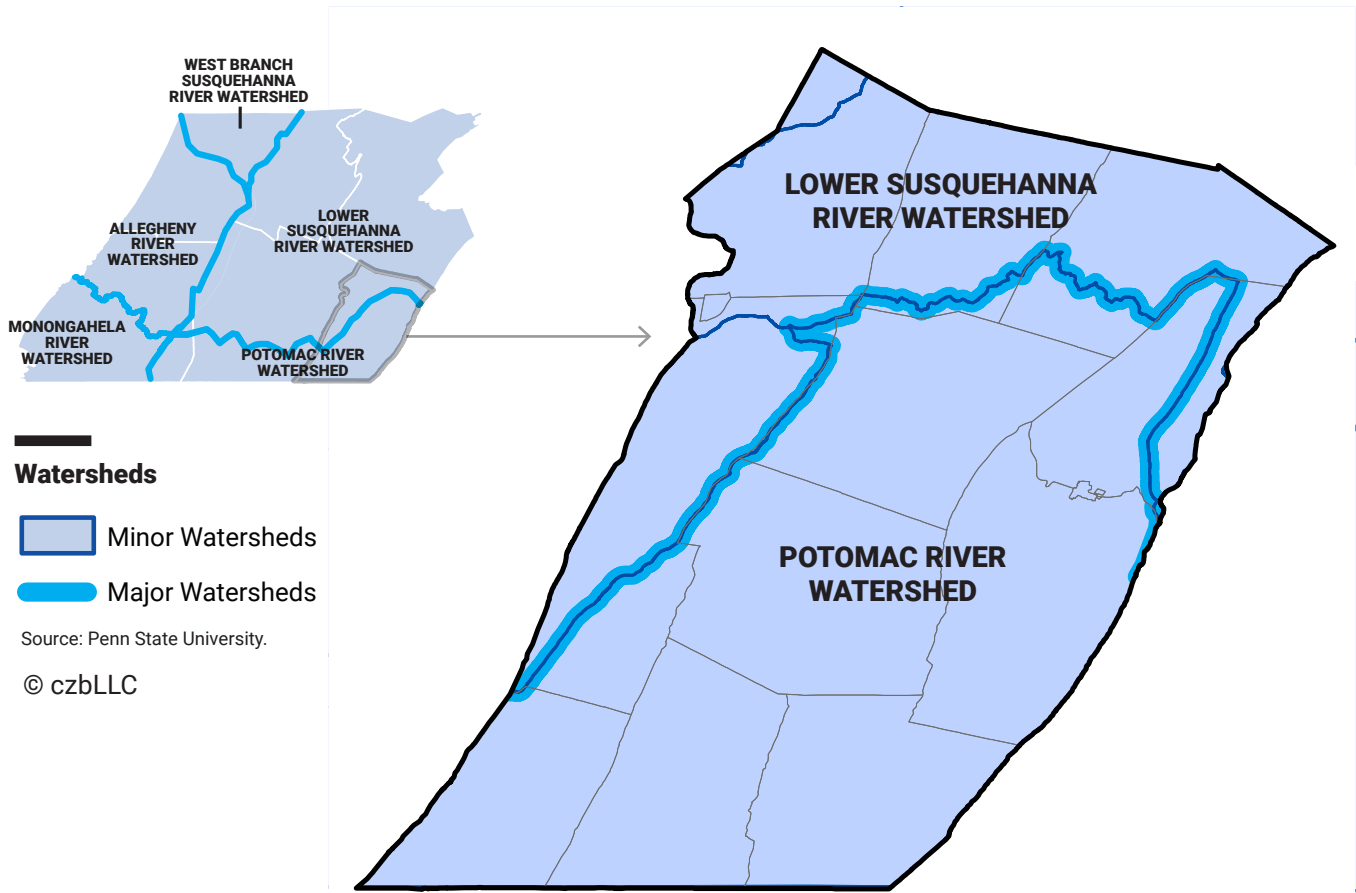 WEST BRANCH
SUSQUEHANNA
RIVER WATERSHED
ALLEGHENY
RIVER
WATERSHED
LOWER
SUSQUEHANNA
RIVER WATERSHED
MONONGAHELA
RIVER
WATERSHED
POTOMAC RIVER
WATERSHED
Watersheds
Minor Watersheds
Major Watersheds
Source: Penn State University.
© czbLLC
LOWER SUSQUEHANNA
RIVER WATERSHED
POTOMAC RIVER
WATERSHED